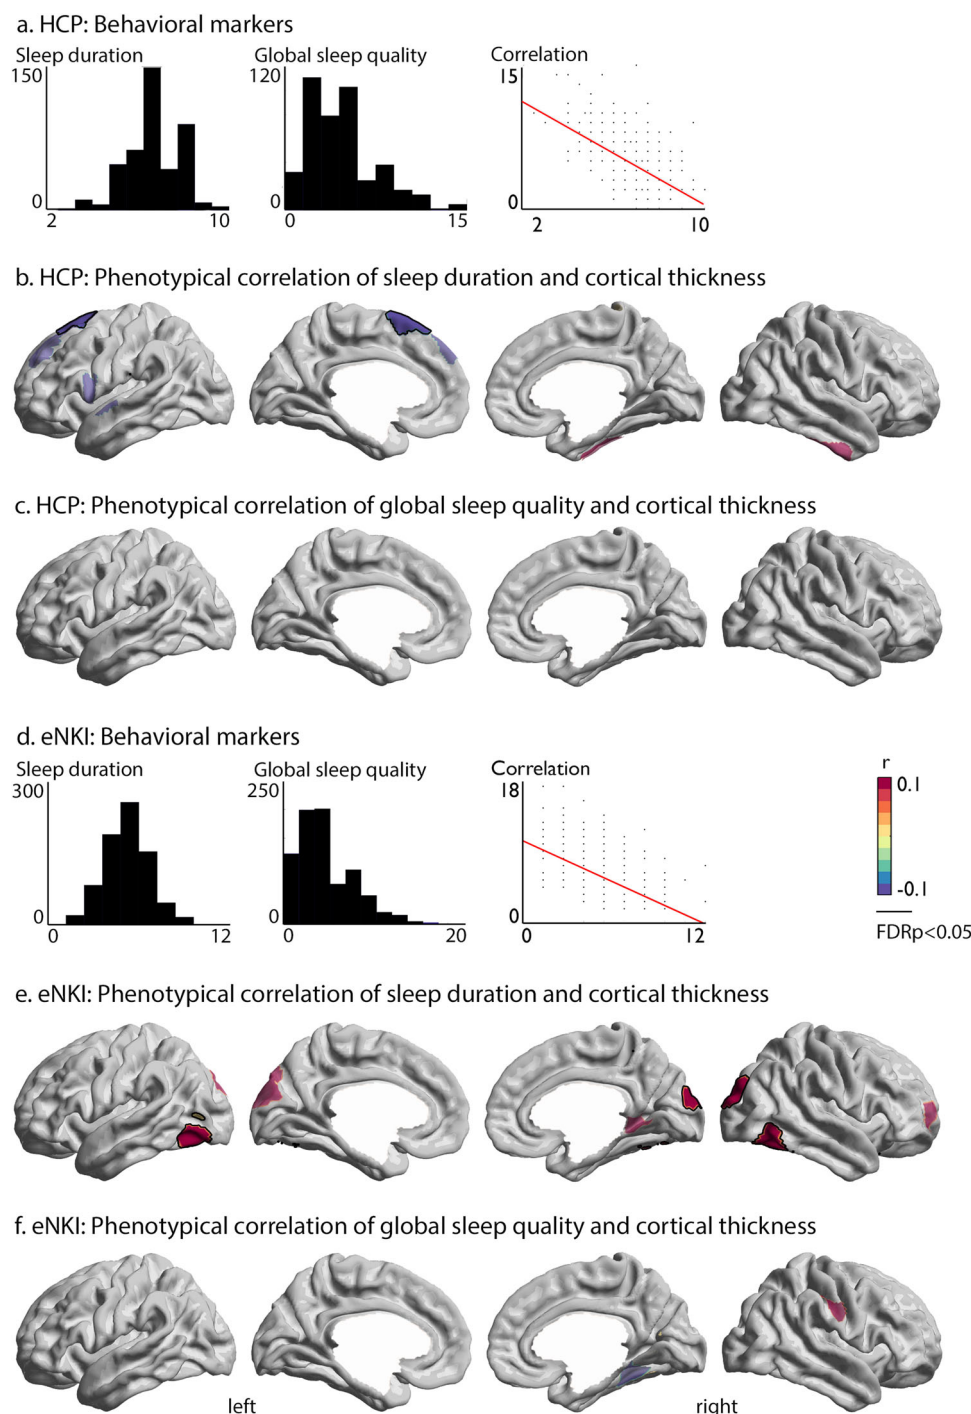 a. HCP: Behavioral markers
Sleep duration Global sleep quality Correlation
150 120 15
0 0 0
2 10 0 15 2 10
b. HCP: Phenotypical correlation of sleep duration and cortical thickness
c. HCP: Phenotypical correlation of global sleep quality and cortical thickness
d. eNKI: Behavioral markers
Sleep duration Global sleep quality Correlation
r
300 250 18 0.1
0 0 0 -0.1
0 12 0 20 0 12 FDRp<0.05
e. eNKI: Phenotypical correlation of sleep duration and cortical thickness
f. eNKI: Phenotypical correlation of global sleep quality and cortical thickness
left right